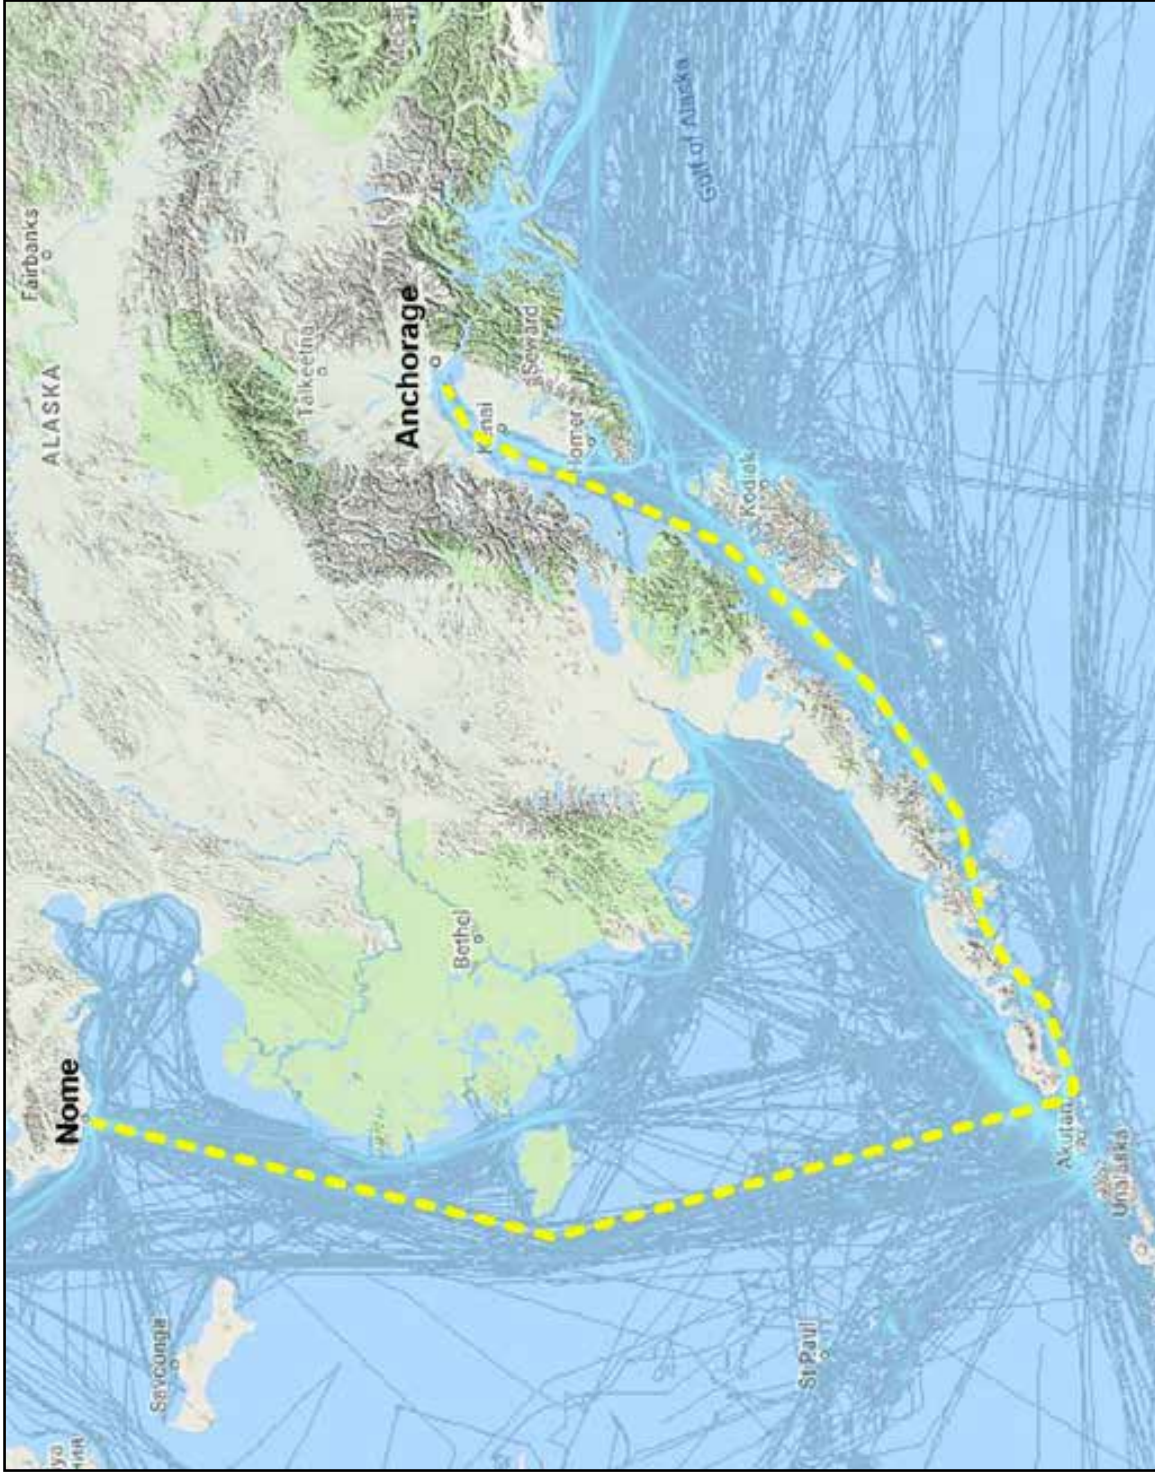 Fairbanks
ALASKA
Nome
Savoonga
Talkeetna
Anchorage
Bethel
Kenai
Seward
Homer
Gulf of Alaska
Kodiak
St Paul
Akutan
Unalaska